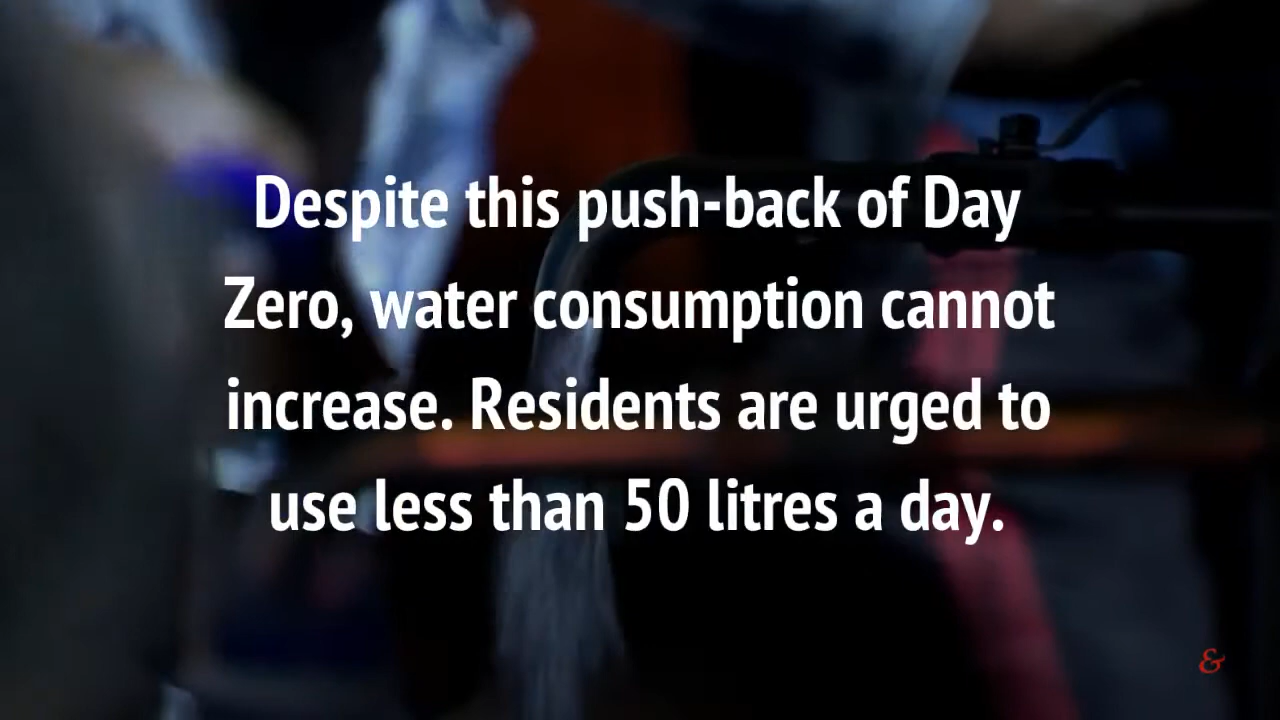 Despite this push-back of Day
Zero, water consumption cannot
increase. Residents are urged to
use less than 50 litres a day.
&